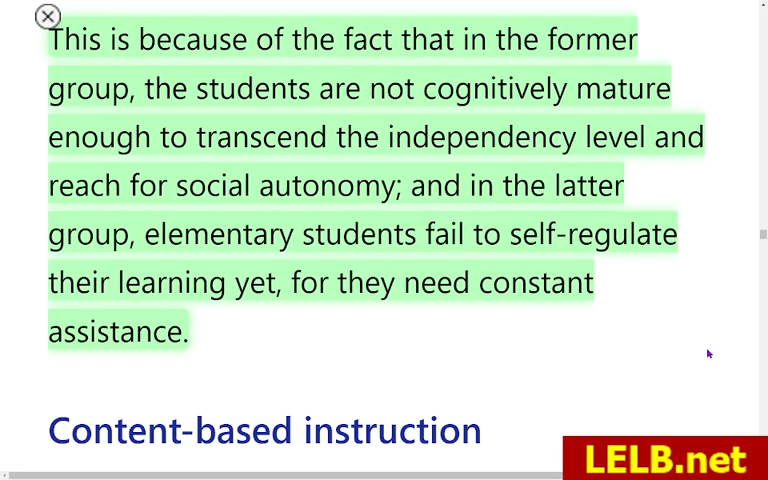 This is because of the fact that in the former
group, the students are not cognitively mature
enough to transcend the independency level and
reach for social autonomy; and in the latter
group, elementary students fail to self-regulate
their learning yet, for they need constant
assistance.
Content-based instruction
LELB.net